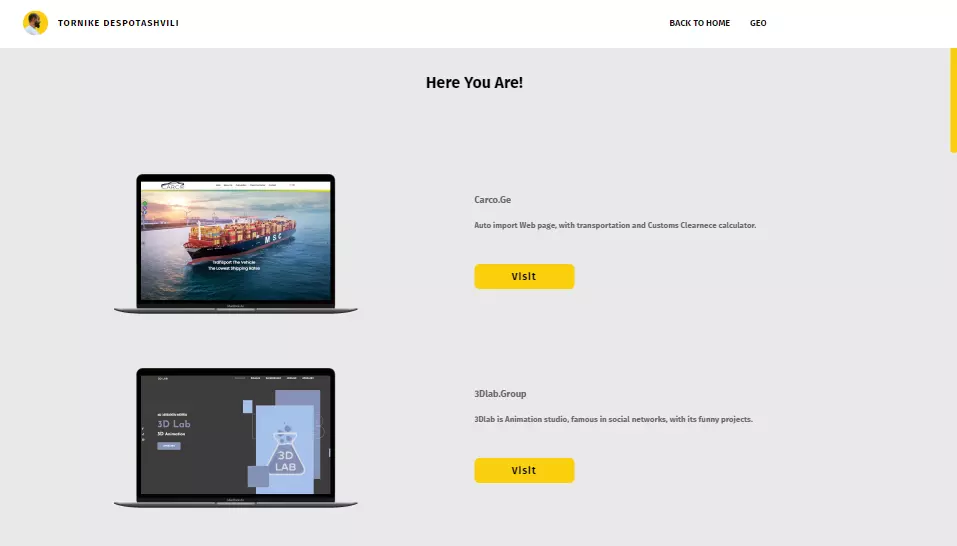 TORNIKE DESPOTASHVILI
BACK TO HOME GEO
Here You Are!
CARCO
MSC
Transport The Vehicle
The Lowest Shipping Rates
Carco.Ge
Auto import Web page, with transportation and Customs Clearnece calculator.
Visit
3D LAB
3D Lab
3D Animation
3D
LAB
3Dlab.Group
3Dlab is Animation studio, famous in social networks, with its funny projects.
Visit